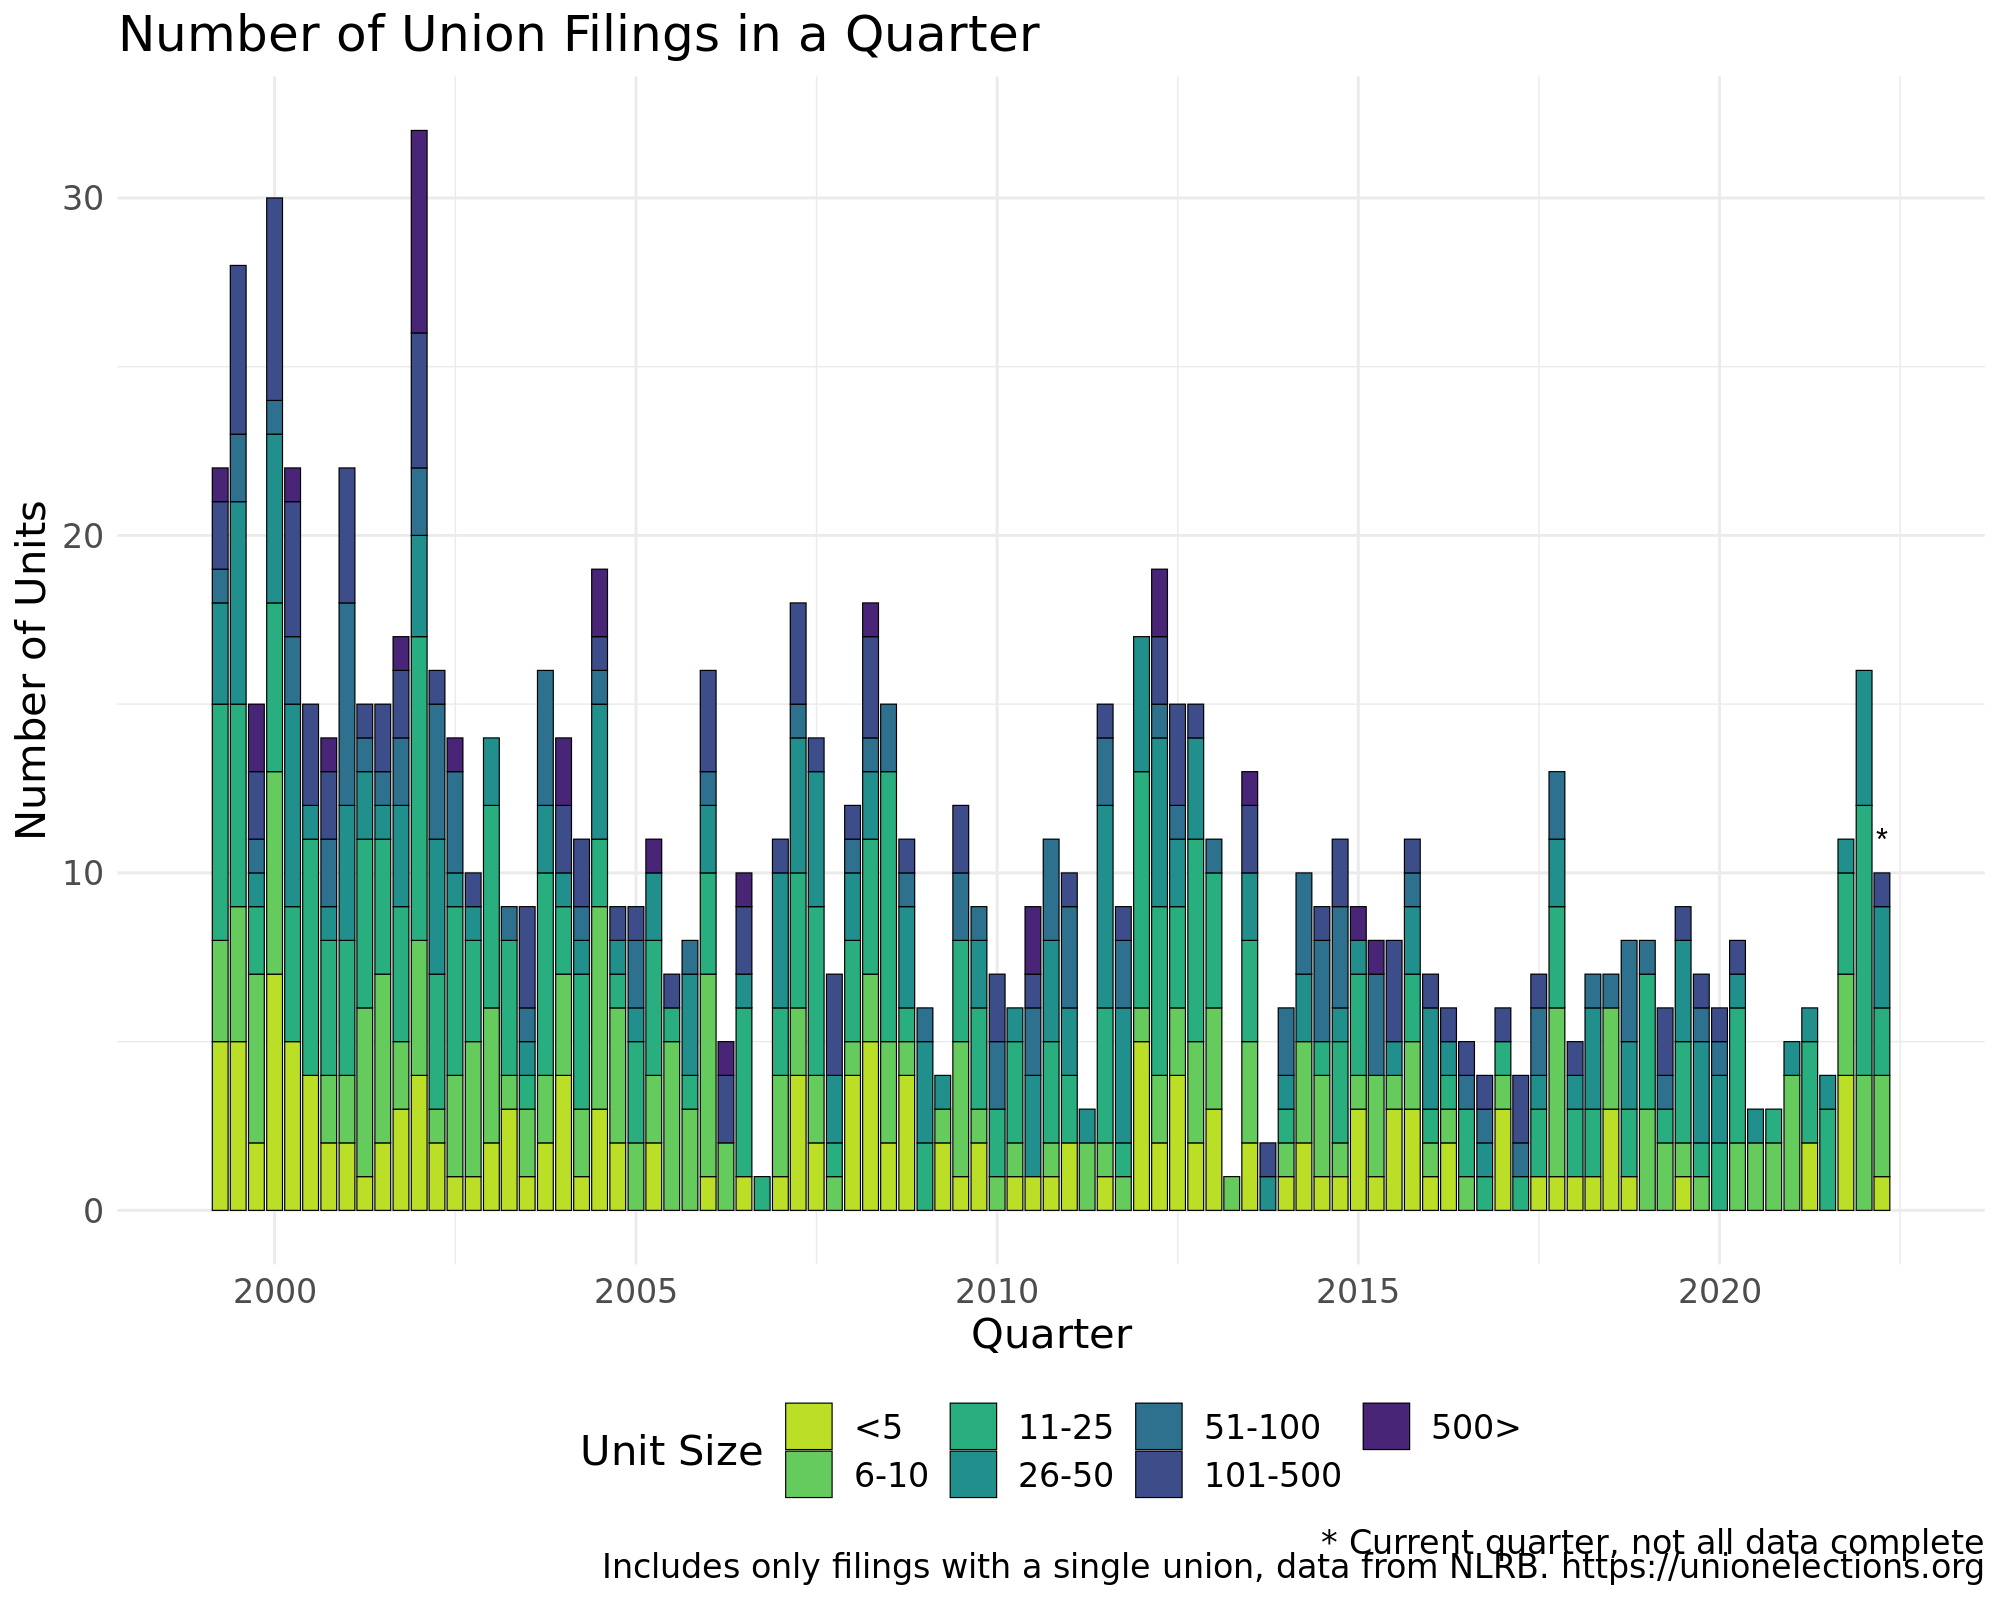 Number of Union Filings in a Quarter
Number of Units
30
20
10
0
*
2000 2005 2010 2015 2020
Quarter
Unit Size
<5 11-25 51-100 500>
6-10 26-50 101-500
* Current quarter, not all data complete
Includes only filings with a single union, data from NLRB. https://unionelections.org